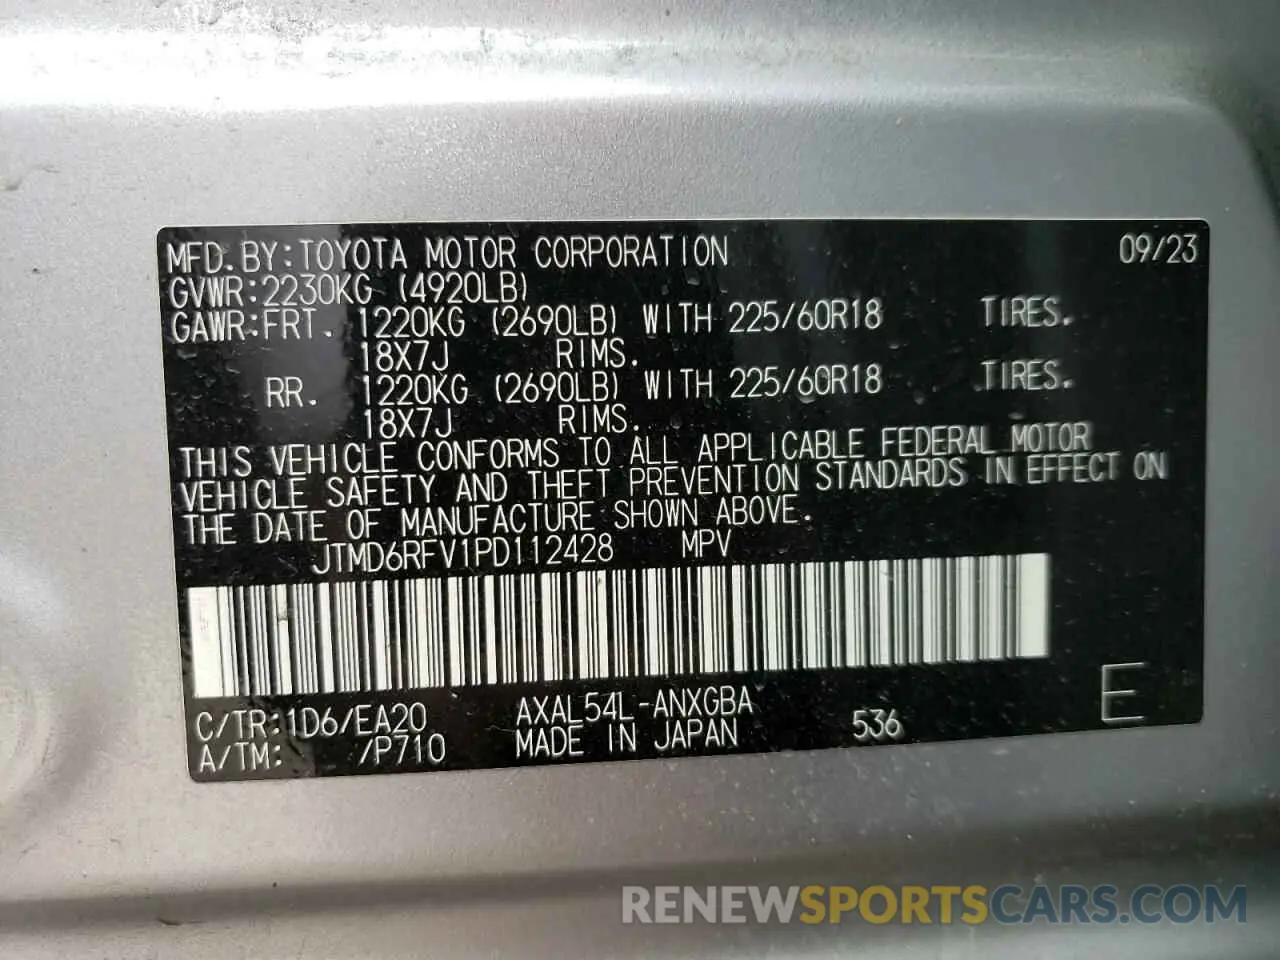 MFD. BY: TOYOTA MOTOR CORPORATION 09/23
GVWR: 2230KG (4920LB)
GAWR: FRT. 1220KG (2690LB) WITH 225/60R18 TIRES.
18X7J RIMS.
RR. 1220KG (2690LB) WITH 225/60R18 TIRES.
18X7J RIMS.
THIS VEHICLE CONFORMS TO ALL APPLICABLE FEDERAL MOTOR
VEHICLE SAFETY AND THEFT PREVENTION STANDARDS IN EFFECT ON
THE DATE OF MANUFACTURE SHOWN ABOVE.
JTMD6RFV1PD112428 MPV
C/TR: 1D6/EA20 AXAL54L-ANXGBA
A/TM: /P710 MADE IN JAPAN 536 E
RENEWSPORTSCARS.COM